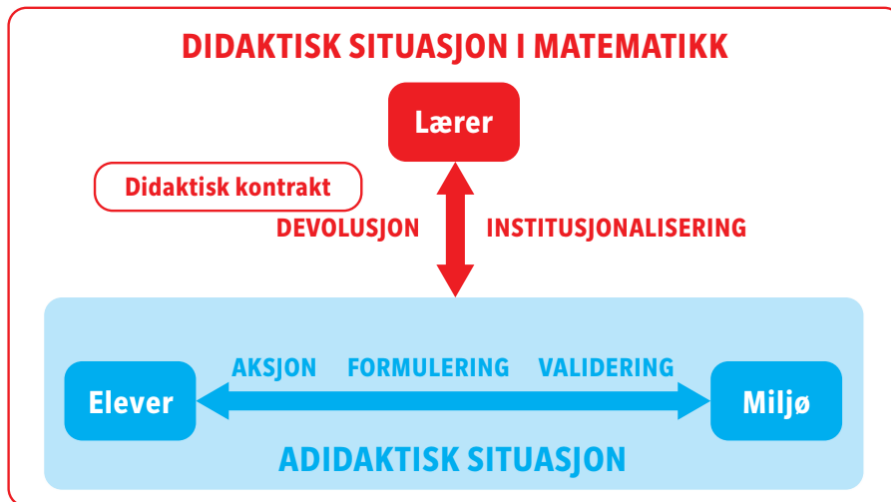 DIDAKTISK SITUASJON I MATEMATIKK
Lærer
Didaktisk kontrakt
DEVOLUSJON INSTITUSJONALISERING
AKSJON FORMULERING VALIDERING
Elever Miljø
ADIDAKTISK SITUASJON